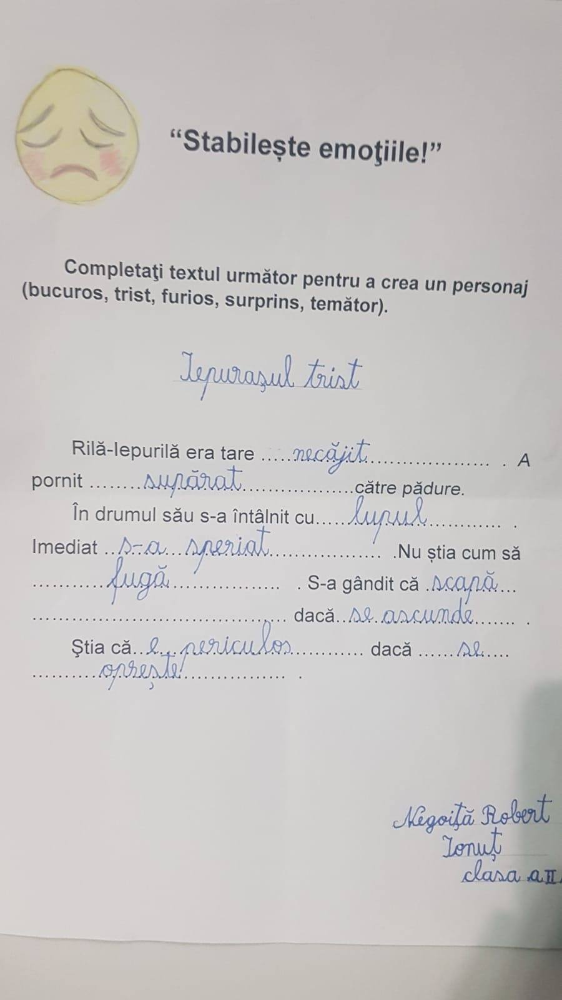 “Stabilește emoţiile!”
Completaţi textul următor pentru a crea un personaj
(bucuros, trist, furios, surprins, temător).
Iepurașul trist
Rilă-Iepurilă era tare .....necăjit.................... . A
pornit ........supărat..................către pădure.
În drumul său s-a întâlnit cu.....lupul............ .
Imediat ..s-a...speriat.................. .Nu știa cum să
...........fugă................. . S-a gândit că .scapă...
....................................... dacă..se ascunde....... .
Ştia că..e...periculos............ dacă ......se.....
..........oprește!................ .
Negoiță Robert
Ionuț
clasa a II